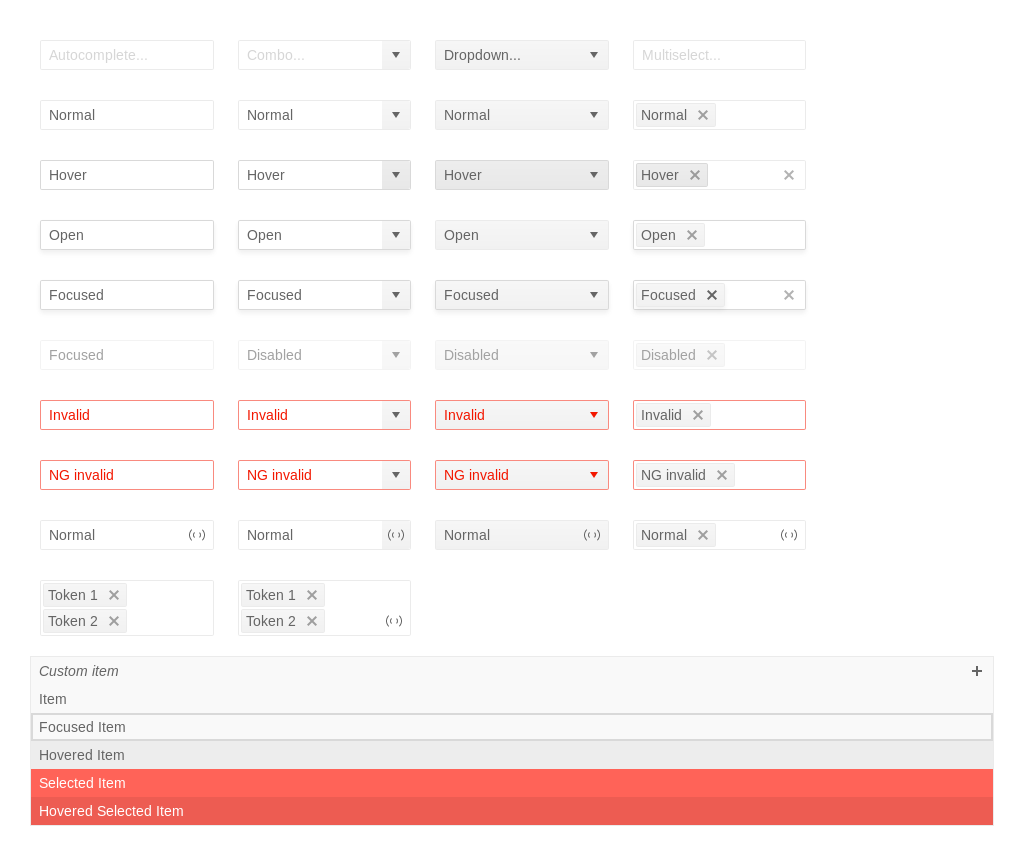 Autocomplete... Combo... Dropdown... Multiselect...
Normal Normal Normal Normal
Hover Hover Hover Hover
Open Open Open Open
Focused Focused Focused Focused
Focused Disabled Disabled Disabled
Invalid Invalid Invalid Invalid
NG invalid NG invalid NG invalid NG invalid
Normal Normal Normal Normal
Token 1 Token 1
Token 2 Token 2
Custom item
Item
Focused Item
Hovered Item
Selected Item
Hovered Selected Item